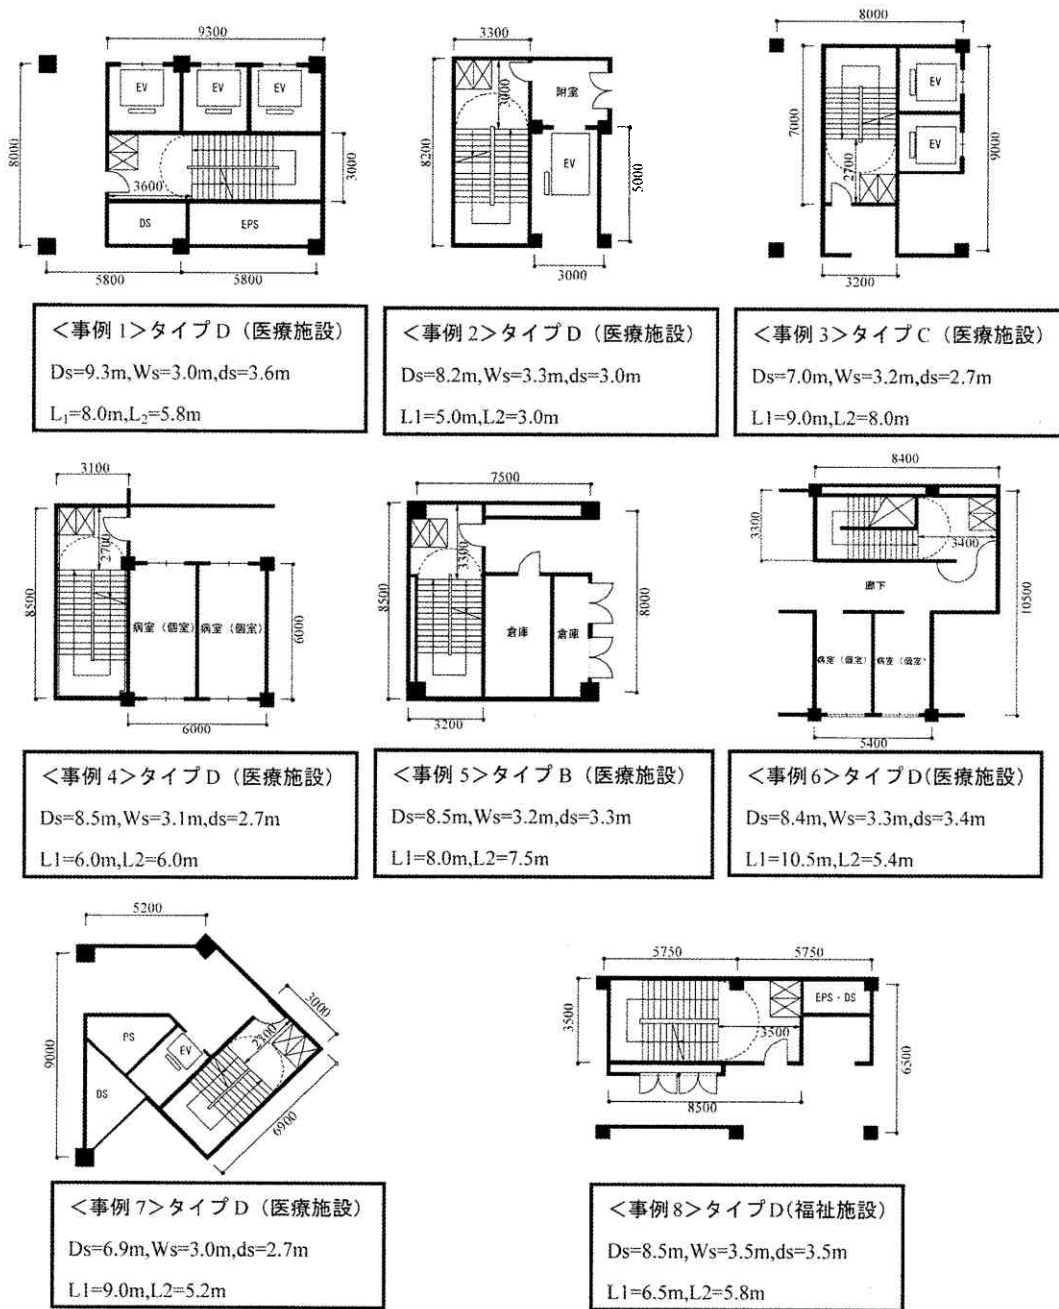 9300
EV
EV
EV
8000
3600
3000
DS
EPS
5800
5800
3300
3000
附室
8200
EV
5000
3000
8000
EV
7000
EV
2700
9000
3200
<事例 1>タイプ D(医療施設)
Ds=9.3m,Ws=3.0m,ds=3.6m
L₁=8.0m,L₂=5.8m
<事例 2>タイプ D(医療施設)
Ds=8.2m,Ws=3.3m,ds=3.0m
L1=5.0m,L2=3.0m
<事例 3>タイプ C(医療施設)
Ds=7.0m,Ws=3.2m,ds=2.7m
L1=9.0m,L2=8.0m
3100
2700
8500
病室(個室)
病室(個室)
6000
6000
7500
3300
8500
倉庫
倉庫
8000
3200
8400
3300
3400
廊下
10500
病室(個室)
病室(個室)
5400
<事例 4>タイプ D(医療施設)
Ds=8.5m,Ws=3.1m,ds=2.7m
L1=6.0m,L2=6.0m
<事例 5>タイプ B(医療施設)
Ds=8.5m,Ws=3.2m,ds=3.3m
L1=8.0m,L2=7.5m
<事例 6>タイプ D(医療施設)
Ds=8.4m,Ws=3.3m,ds=3.4m
L1=10.5m,L2=5.4m
5200
9000
3000
PS
EV
2300
DS
6900
5750
5750
3500
EPS・DS
3500
6500
8500
<事例 7>タイプ D(医療施設)
Ds=6.9m,Ws=3.0m,ds=2.7m
L1=9.0m,L2=5.2m
<事例 8>タイプ D(福祉施設)
Ds=8.5m,Ws=3.5m,ds=3.5m
L1=6.5m,L2=5.8m